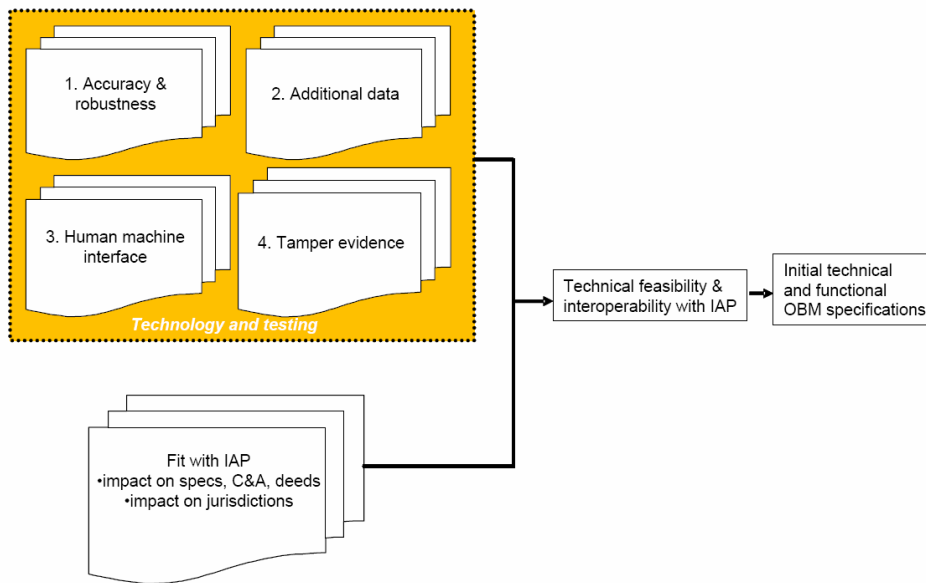 1. Accuracy &
robustness
2. Additional data
3. Human machine
interface
4. Tamper evidence
Technology and testing
Technical feasibility &
interoperability with IAP
Initial technical
and functional
OBM specifications
Fit with IAP
•impact on specs, C&A, deeds
•impact on jurisdictions